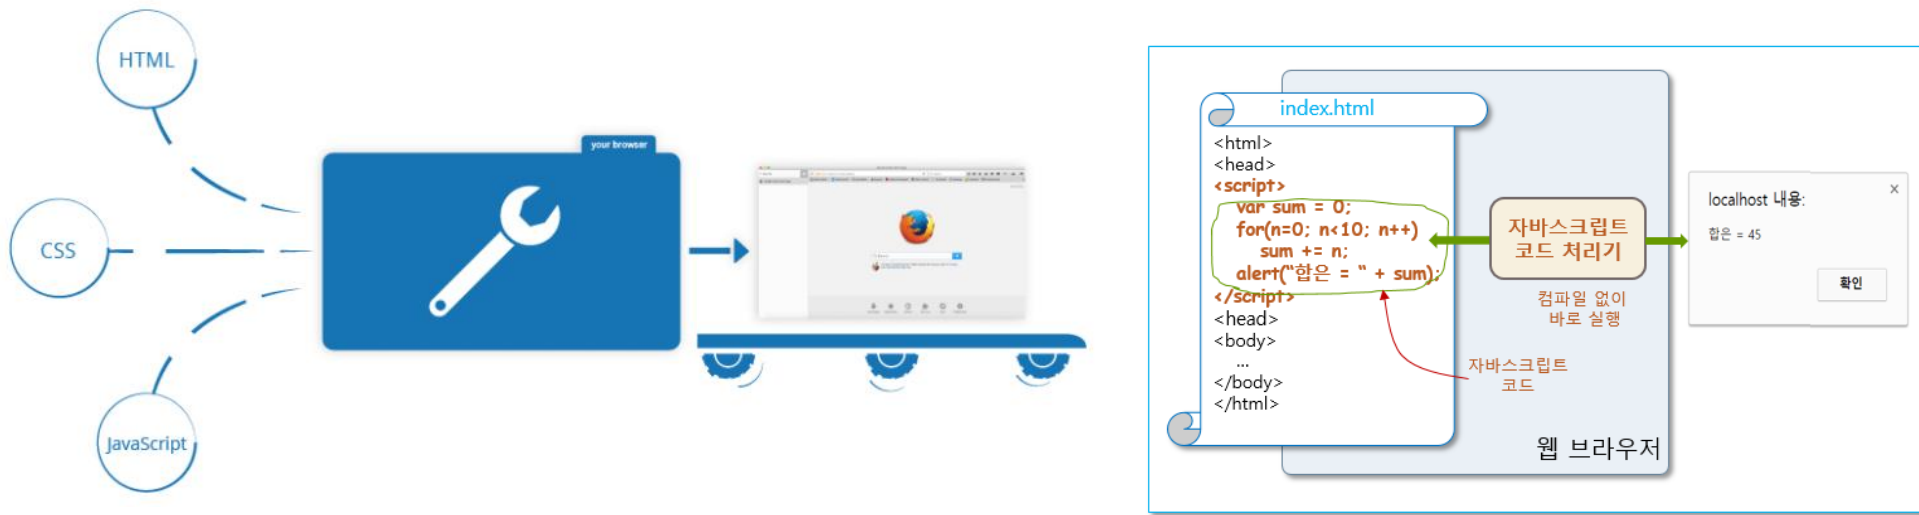 HTML
your browser
CSS
JavaScript
index.html
<html>
<head>
<script>
var sum = 0;
for(n=0; n<10; n++)
sum += n;
alert("합은 = " + sum);
</script>
<head>
<body>
...
</body>
</html>
자바스크립트
코드 처리기
컴파일 없이
바로 실행
자바스크립트
코드
웹 브라우저
localhost 내용:
×
합은 = 45
확인